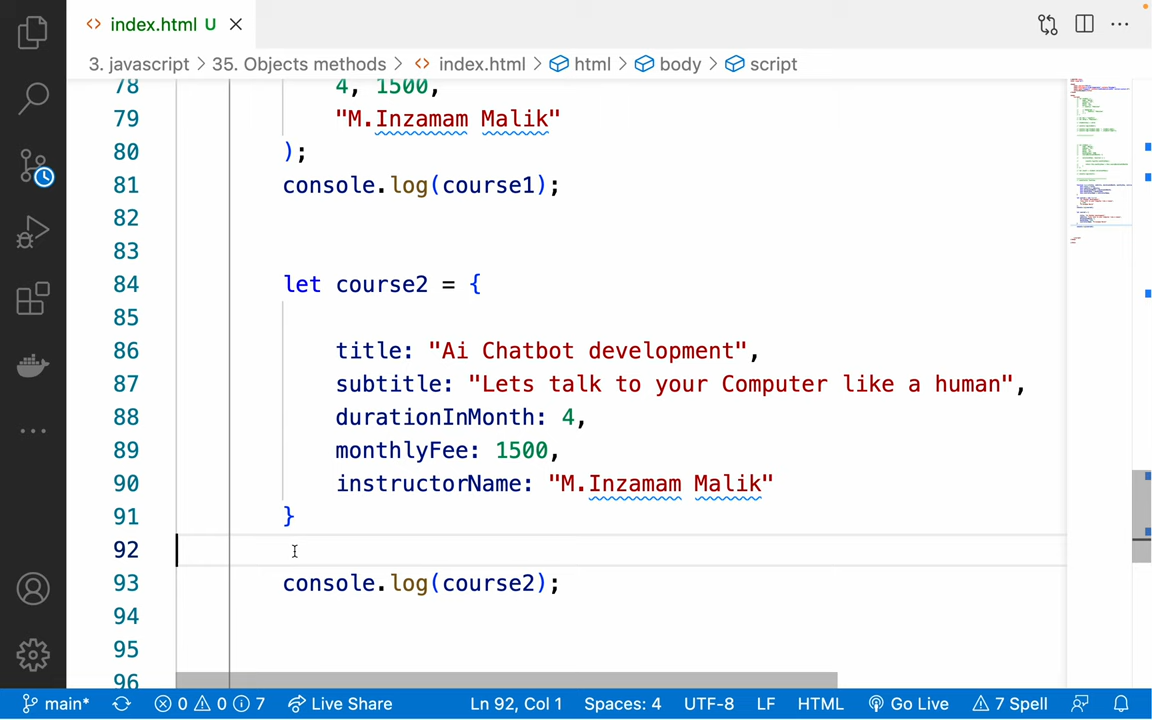 index.html U
3. javascript > 35. Objects methods > index.html > html > body > script
78 4, 1500,
79 "M.Inzamam Malik"
80 );
81 console.log(course1);
82
83
84 let course2 = {
85
86 title: "Ai Chatbot development",
87 subtitle: "Lets talk to your Computer like a human",
88 durationInMonth: 4,
89 monthlyFee: 1500,
90 instructorName: "M.Inzamam Malik"
91 }
92
93 console.log(course2);
94
95
96
main* 0 0 7 Live Share Ln 92, Col 1 Spaces: 4 UTF-8 LF HTML Go Live 7 Spell